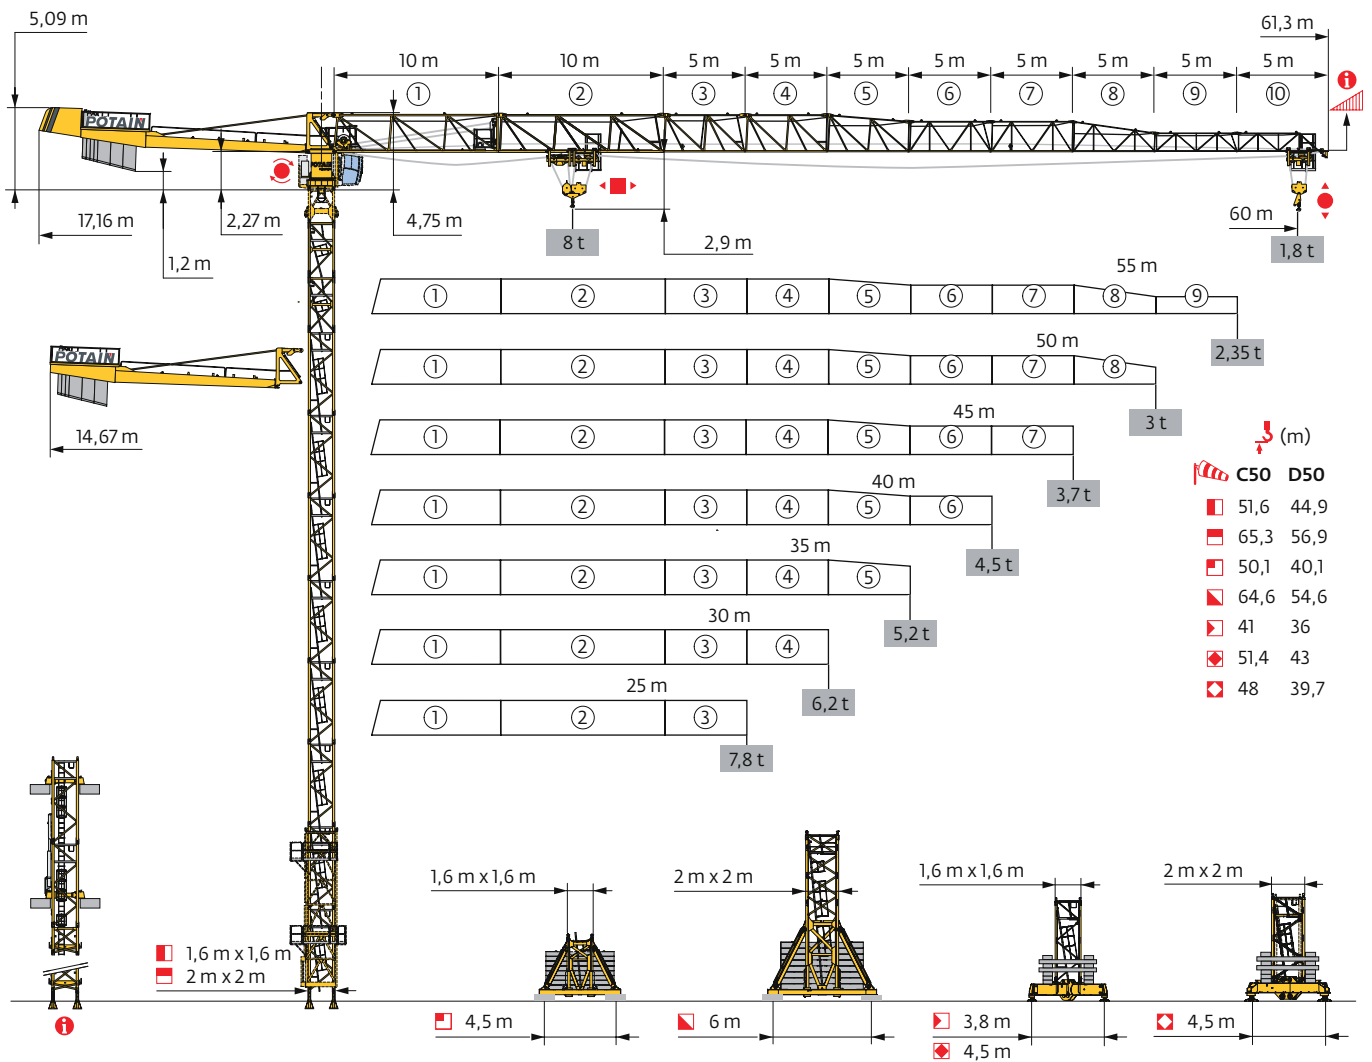 5,09 m
61,3 m
10 m 10 m 5 m 5 m 5 m 5 m 5 m 5 m 5 m 5 m
1 2 3 4 5 6 7 8 9 10
i
POTAIN
17,16 m
2,27 m
4,75 m
1,2 m
8 t
2,9 m
60 m
1,8 t
55 m
1 2 3 4 5 6 7 8 9
2,35 t
50 m
1 2 3 4 5 6 7 8
3 t
POTAIN
14,67 m
45 m
1 2 3 4 5 6 7
3,7 t
40 m
1 2 3 4 5 6
4,5 t
35 m
1 2 3 4 5
5,2 t
30 m
1 2 3 4
6,2 t
25 m
1 2 3
7,8 t
(m)
C50 D50
51,6 44,9
65,3 56,9
50,1 40,1
64,6 54,6
41 36
51,4 43
48 39,7
i
1,6 m x 1,6 m
2 m x 2 m
1,6 m x 1,6 m
4,5 m
2 m x 2 m
6 m
1,6 m x 1,6 m
3,8 m
4,5 m
2 m x 2 m
4,5 m